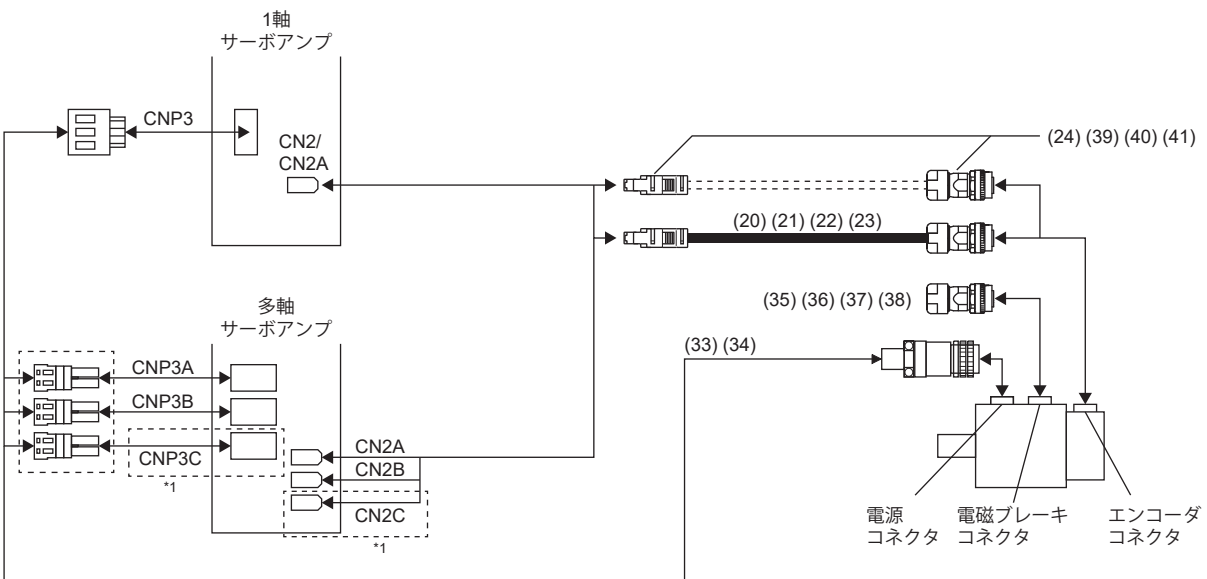 1軸
サーボアンプ
CNP3
CN2/
CN2A
(24) (39) (40) (41)
(20) (21) (22) (23)
(35) (36) (37) (38)
(33) (34)
多軸
サーボアンプ
CNP3A
CNP3B
CNP3C
*1
CN2A
CN2B
CN2C
*1
電源
コネクタ
電磁ブレーキ
コネクタ
エンコーダ
コネクタ